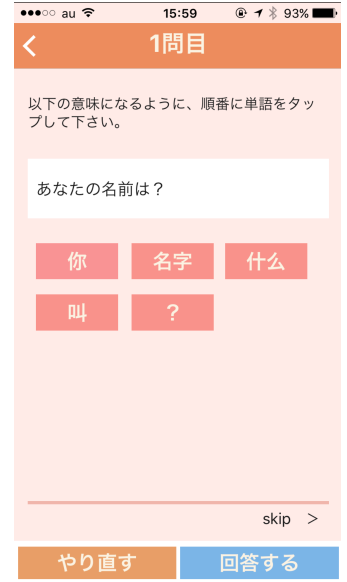 au 15:59 93%
1問目
以下の意味になるように、順番に単語をタッ
プして下さい。
あなたの名前は？
你 名字 什么
叫 ？
skip >
やり直す 回答する